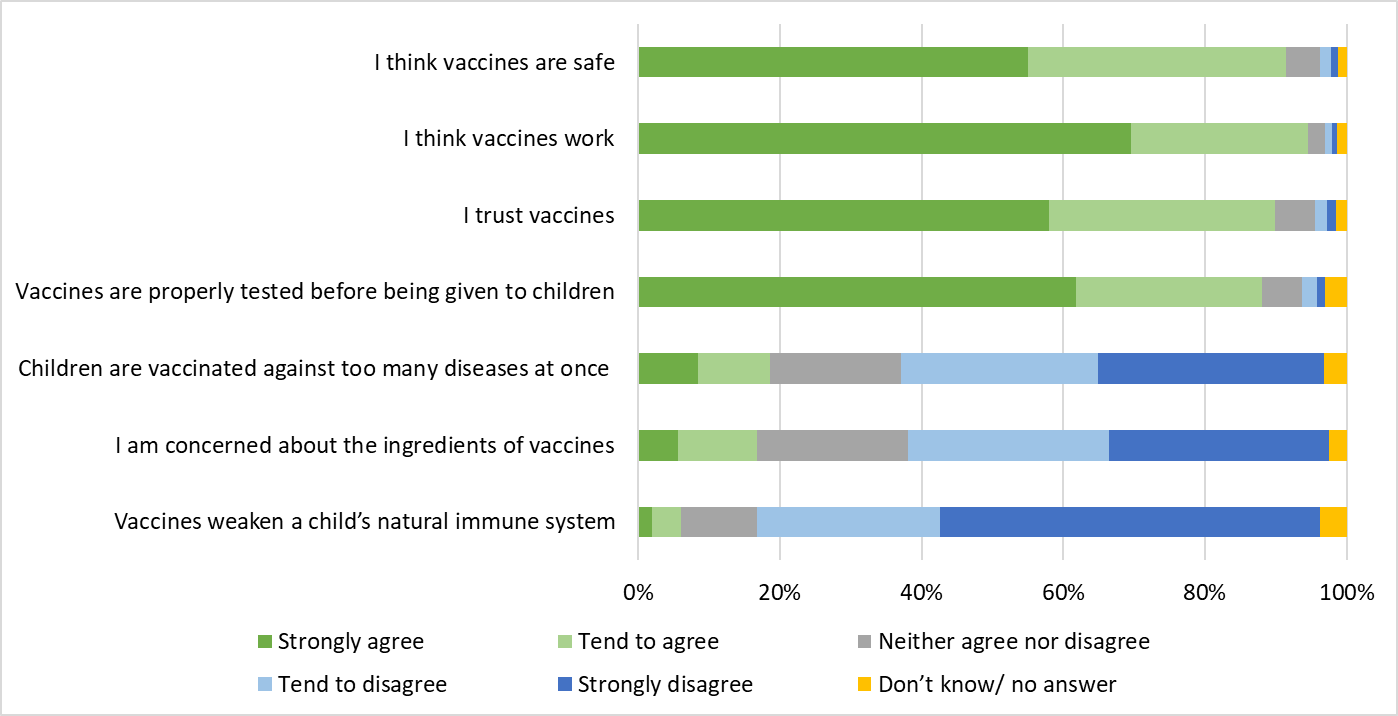 I think vaccines are safe
I think vaccines work
I trust vaccines
Vaccines are properly tested before being given to children
Children are vaccinated against too many diseases at once
I am concerned about the ingredients of vaccines
Vaccines weaken a child’s natural immune system
0% 20% 40% 60% 80% 100%
Strongly agree Tend to agree Neither agree nor disagree
Tend to disagree Strongly disagree Don’t know/ no answer